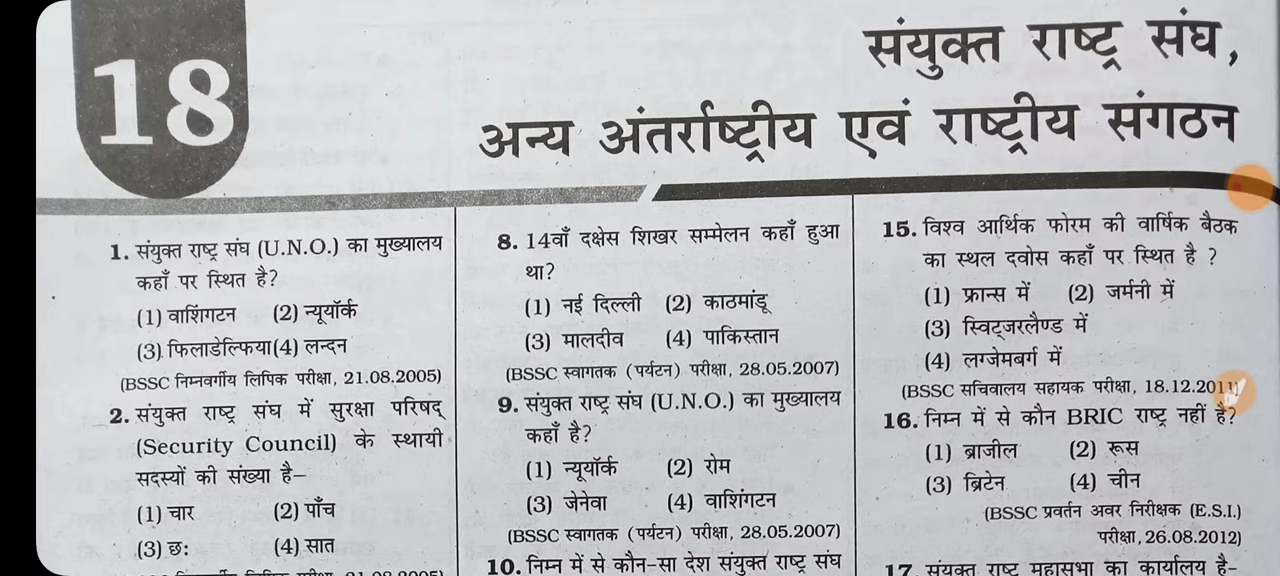 18
संयुक्त राष्ट्र संघ,
अन्य अंतर्राष्ट्रीय एवं राष्ट्रीय संगठन
1. संयुक्त राष्ट्र संघ (U.N.O.) का मुख्यालय
कहाँ पर स्थित है?
(1) वाशिंगटन (2) न्यूयॉर्क
(3) फिलाडेल्फिया (4) लन्दन
(BSSC निम्नवर्गीय लिपिक परीक्षा, 21.08.2005)
2. संयुक्त राष्ट्र संघ में सुरक्षा परिषद्
(Security Council) के स्थायी
सदस्यों की संख्या है–
(1) चार (2) पाँच
(3) छः (4) सात
8. 14वाँ दक्षेस शिखर सम्मेलन कहाँ हुआ
था?
(1) नई दिल्ली (2) काठमांडू
(3) मालदीव (4) पाकिस्तान
(BSSC स्वागतक (पर्यटन) परीक्षा, 28.05.2007)
9. संयुक्त राष्ट्र संघ (U.N.O.) का मुख्यालय
कहाँ है?
(1) न्यूयॉर्क (2) रोम
(3) जेनेवा (4) वाशिंगटन
(BSSC स्वागतक (पर्यटन) परीक्षा, 28.05.2007)
10. निम्न में से कौन-सा देश संयुक्त राष्ट्र संघ
15. विश्व आर्थिक फोरम की वार्षिक बैठक
का स्थल दवोस कहाँ पर स्थित है ?
(1) फ्रान्स में (2) जर्मनी में
(3) स्विट्जरलैण्ड में
(4) लग्जेमबर्ग में
(BSSC सचिवालय सहायक परीक्षा, 18.12.2011)
16. निम्न में से कौन BRIC राष्ट्र नहीं है?
(1) ब्राजील (2) रूस
(3) ब्रिटेन (4) चीन
(BSSC प्रवर्तन अवर निरीक्षक (E.S.I.)
परीक्षा, 26.08.2012)
17. संयुक्त राष्ट्र महासभा का कार्यालय है–